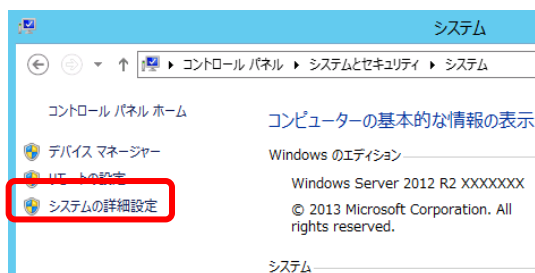 システム
コントロール パネル ▸ システムとセキュリティ ▸ システム
コントロール パネル ホーム
コンピューターの基本的な情報の表示
デバイス マネージャー
Windows のエディション
リモートの設定
Windows Server 2012 R2 XXXXXXX
システムの詳細設定
© 2013 Microsoft Corporation. All
rights reserved.
システム